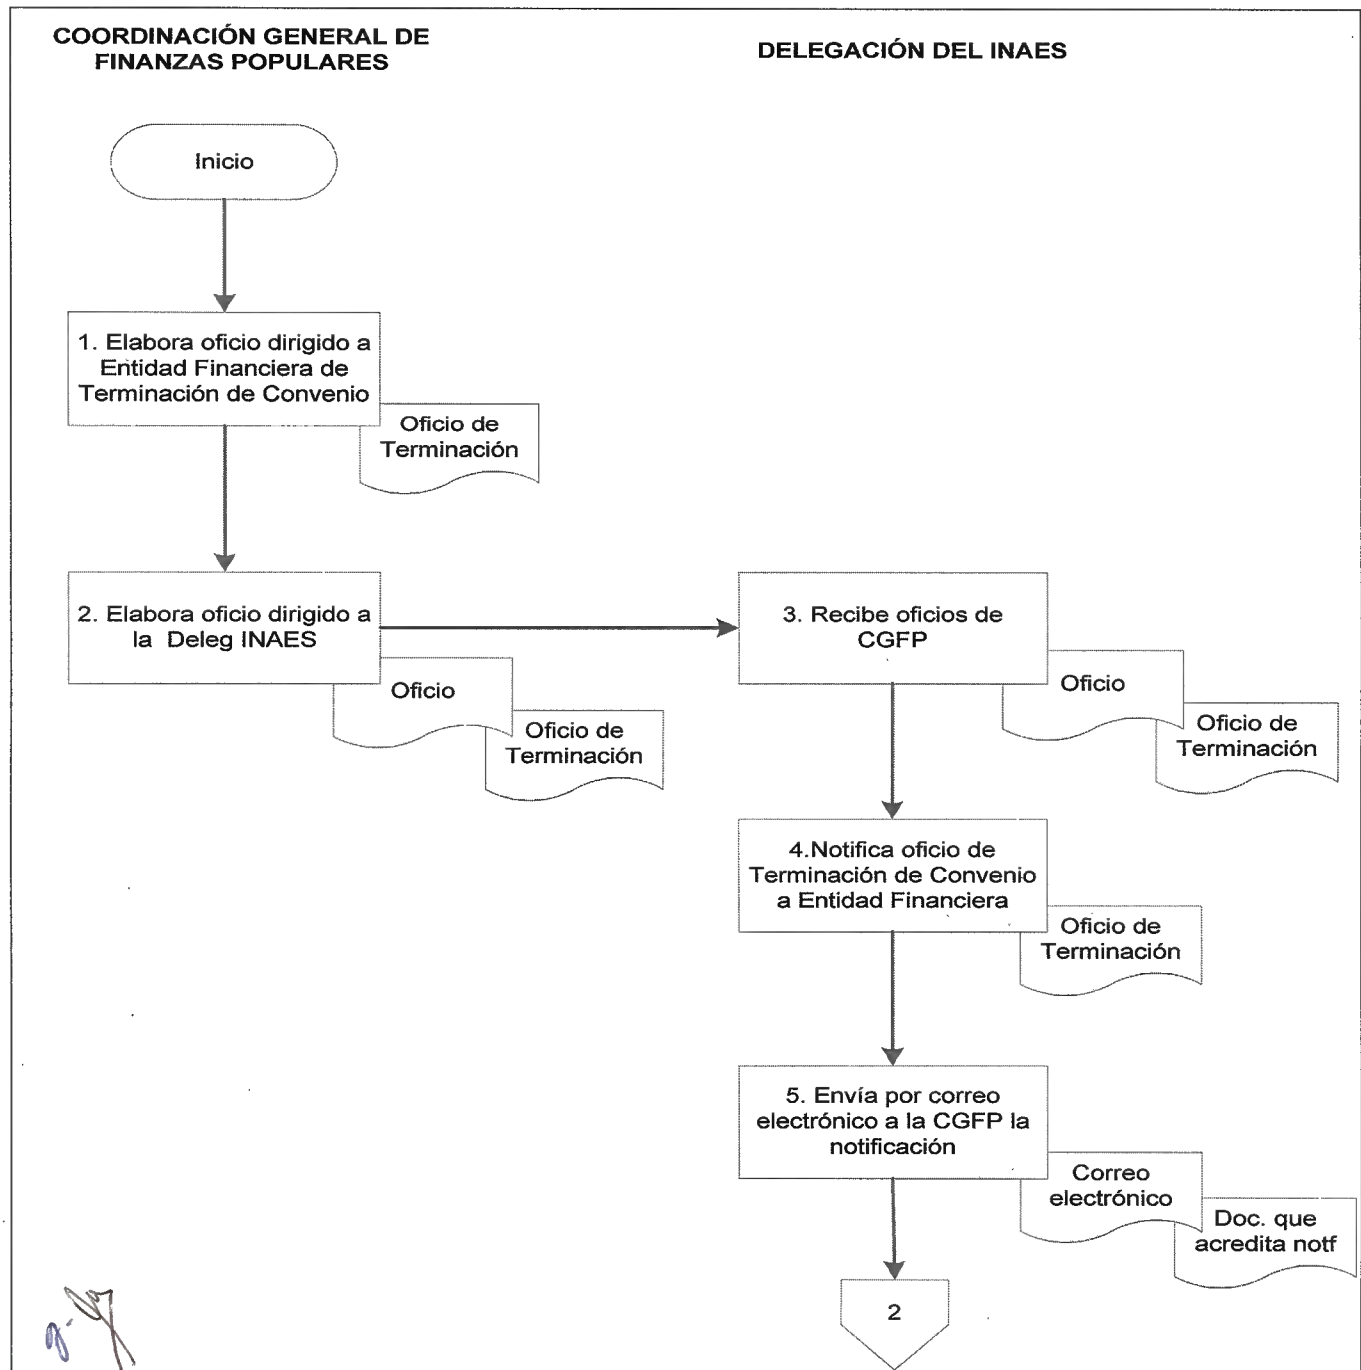 COORDINACIÓN GENERAL DE
FINANZAS POPULARES
DELEGACIÓN DEL INAES
Inicio
1. Elabora oficio dirigido a
Entidad Financiera de
Terminación de Convenio
Oficio de
Terminación
2. Elabora oficio dirigido a
la Deleg INAES
Oficio
Oficio de
Terminación
3. Recibe oficios de
CGFP
Oficio
Oficio de
Terminación
4.Notifica oficio de
Terminación de Convenio
a Entidad Financiera
Oficio de
Terminación
5. Envía por correo
electrónico a la CGFP la
notificación
Correo
electrónico
Doc. que
acredita notf
2